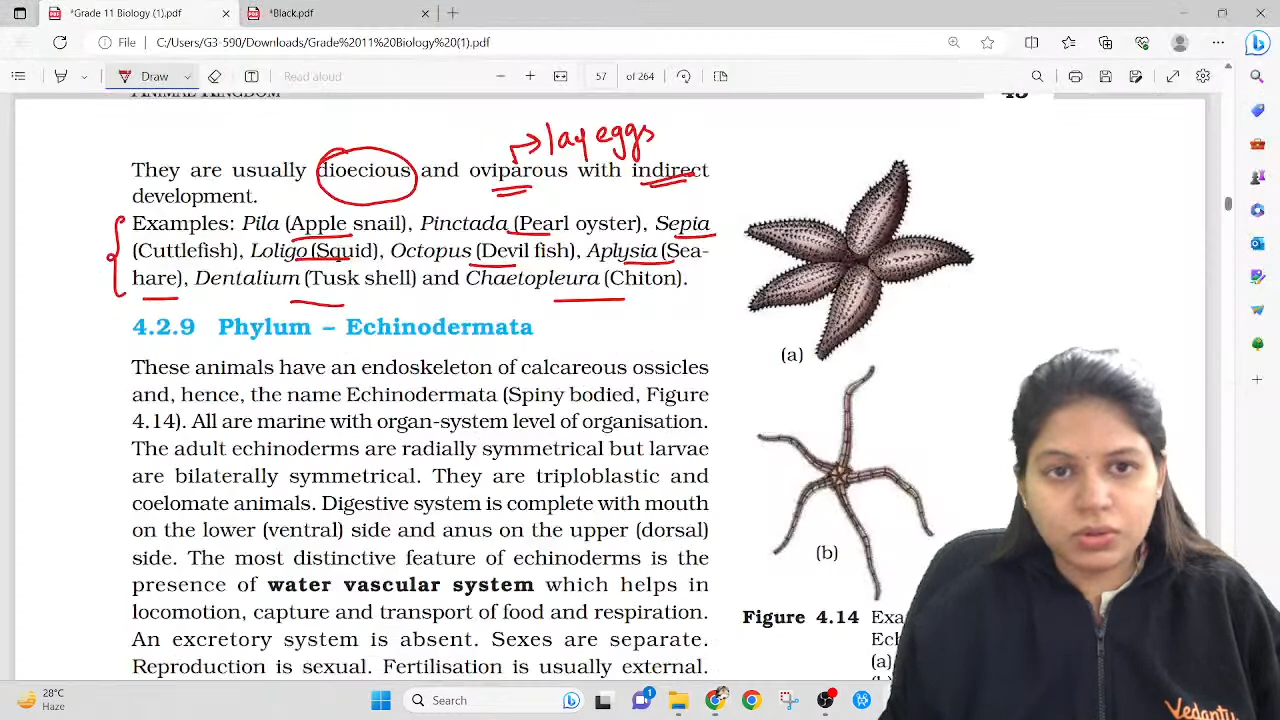 *Grade 11 Biology (1).pdf
*Black.pdf
File C:/Users/G3-590/Downloads/Grade%2011%20Biology%20(1).pdf
Draw Read aloud 57 of 264
ANIMAL KINGDOM
lay eggs
They are usually dioecious and oviparous with indirect
development.
Examples: Pila (Apple snail), Pinctada (Pearl oyster), Sepia
(Cuttlefish), Loligo (Squid), Octopus (Devil fish), Aplysia (Sea-
hare), Dentalium (Tusk shell) and Chaetopleura (Chiton).
4.2.9 Phylum – Echinodermata
These animals have an endoskeleton of calcareous ossicles
and, hence, the name Echinodermata (Spiny bodied, Figure
4.14). All are marine with organ-system level of organisation.
The adult echinoderms are radially symmetrical but larvae
are bilaterally symmetrical. They are triploblastic and
coelomate animals. Digestive system is complete with mouth
on the lower (ventral) side and anus on the upper (dorsal)
side. The most distinctive feature of echinoderms is the
presence of water vascular system which helps in
locomotion, capture and transport of food and respiration.
An excretory system is absent. Sexes are separate.
Reproduction is sexual. Fertilisation is usually external.
(a)
(b)
Figure 4.14 Exa
Ech
(a)
Vedantu
28°C
Haze
Search
1